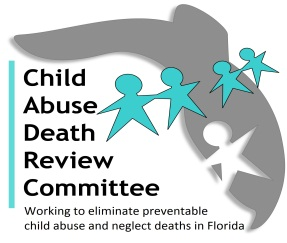 Child
Abuse
Death
Review
Committee
Working to eliminate preventable
child abuse and neglect deaths in Florida